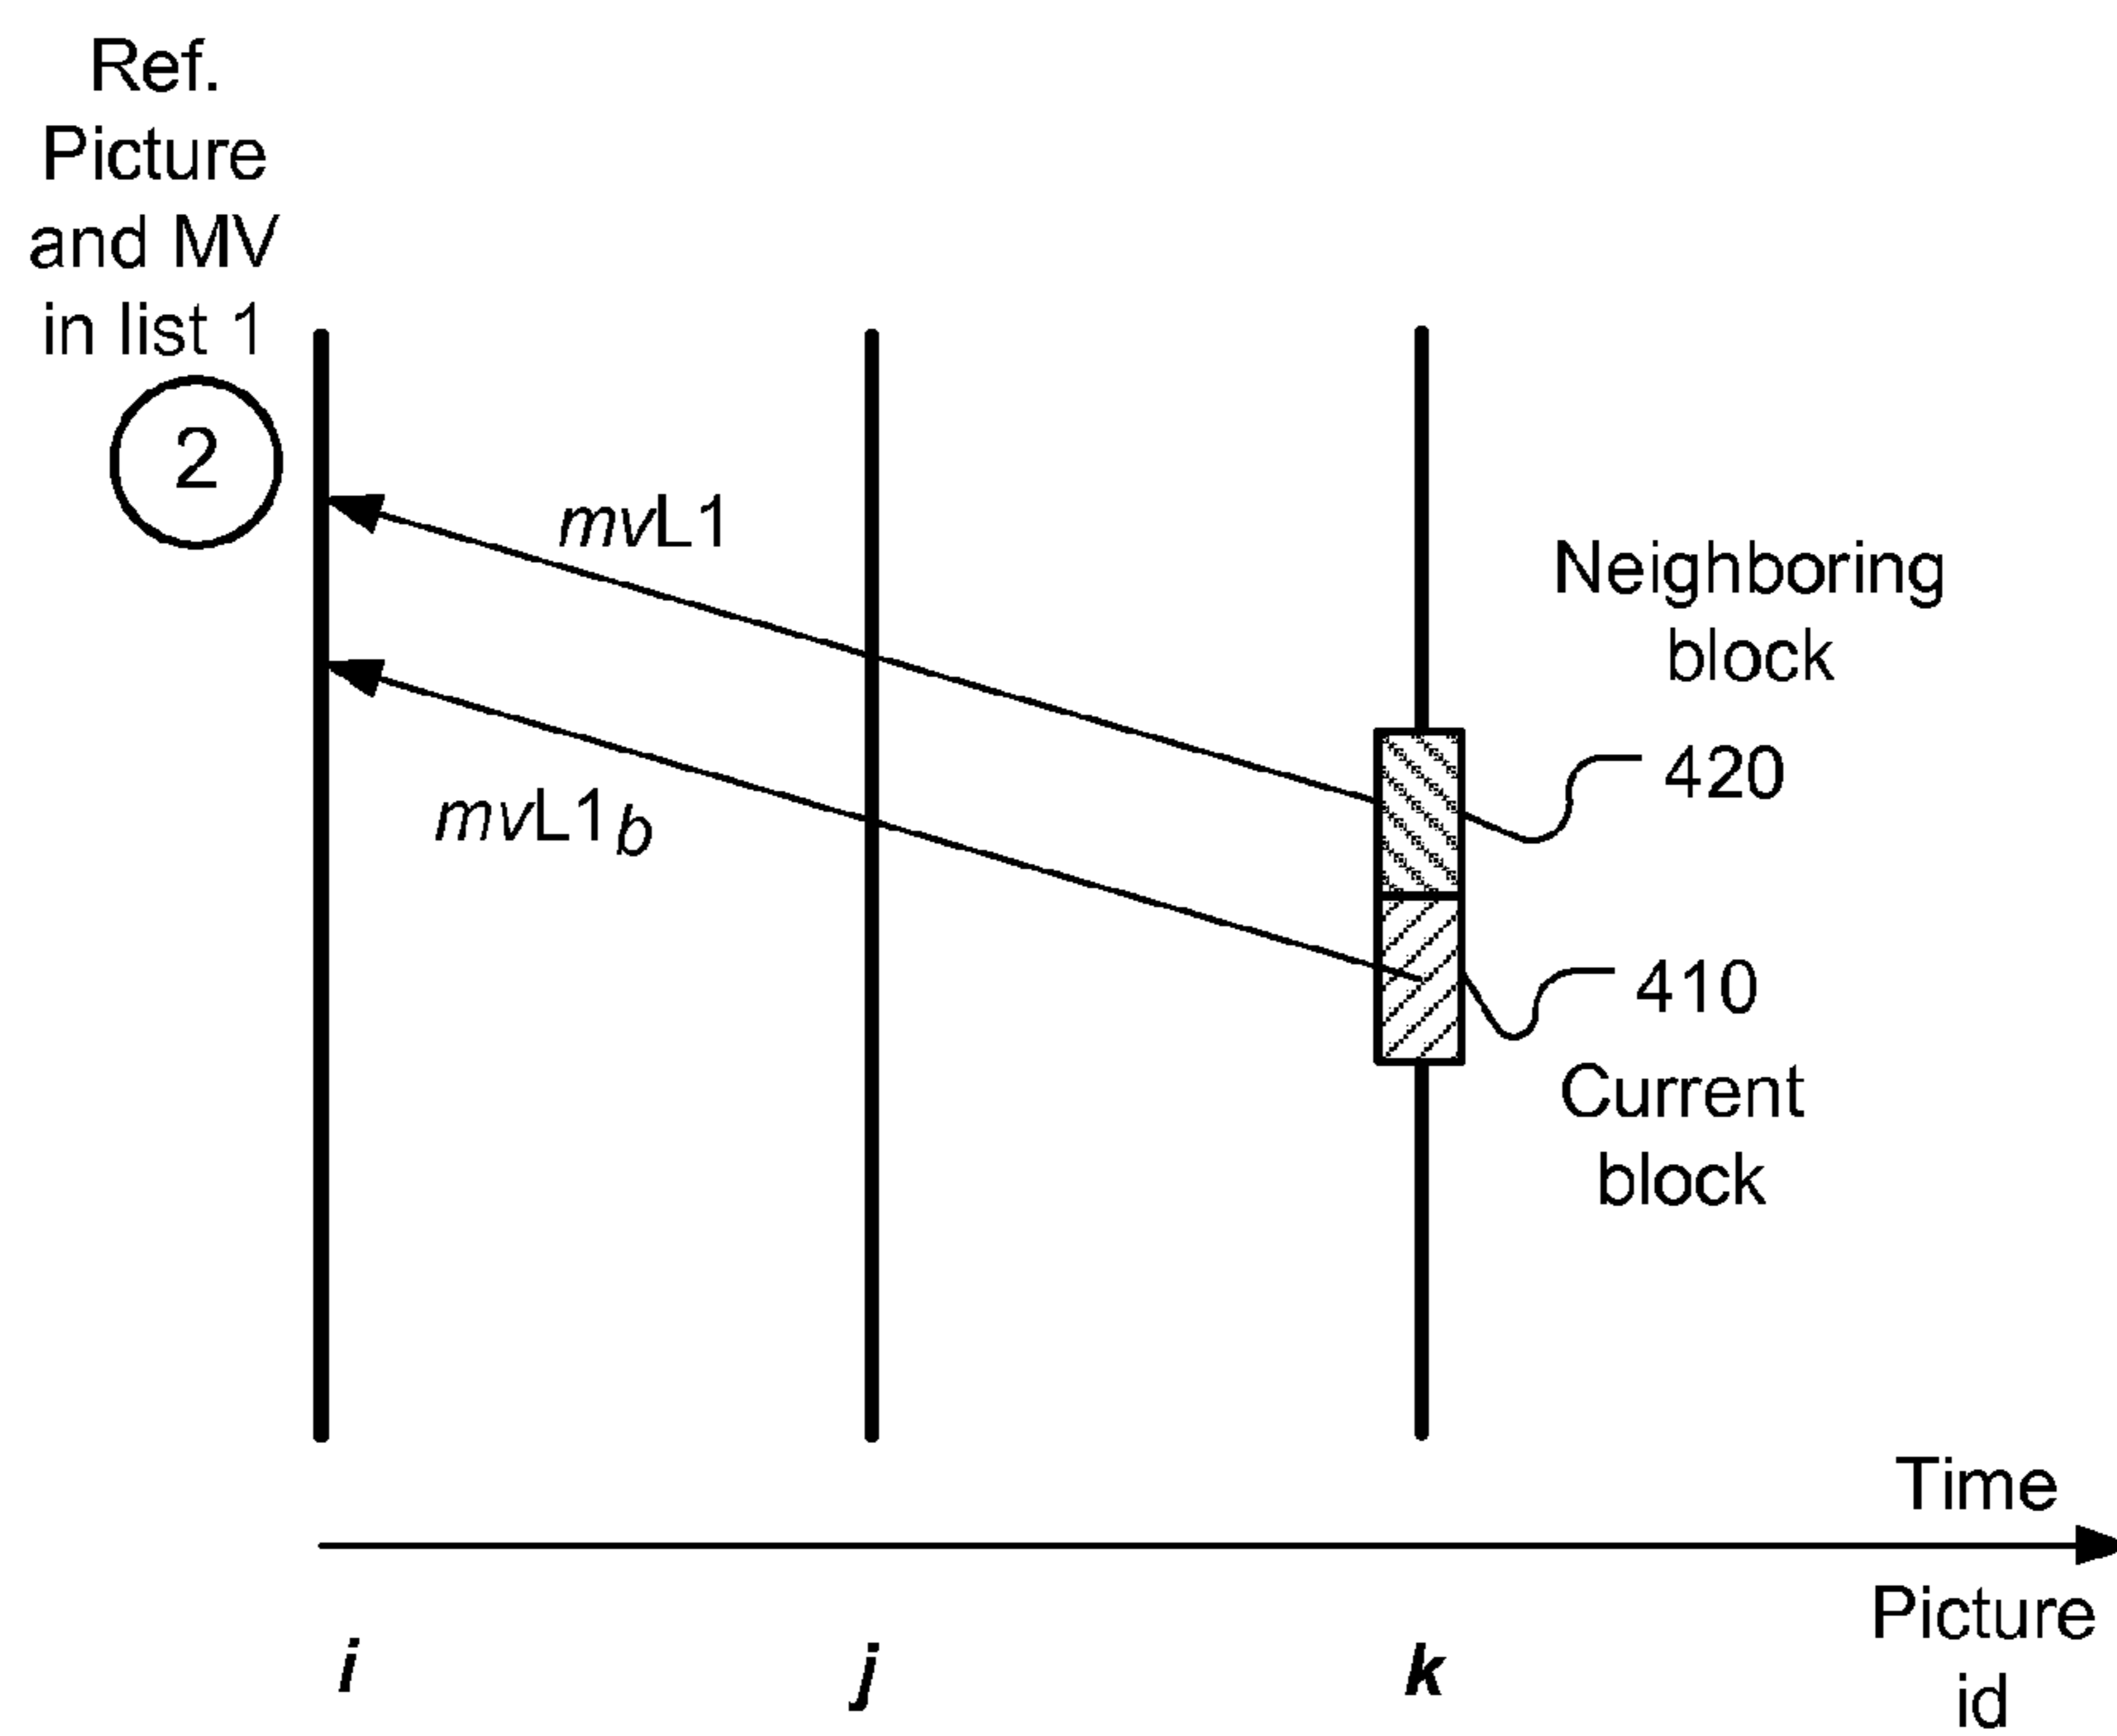 Ref.
Picture
and MV
in list 1
2
mvL1
mvL1b
Neighboring
block
420
410
Current
block
Time
Picture
id
i
j
k